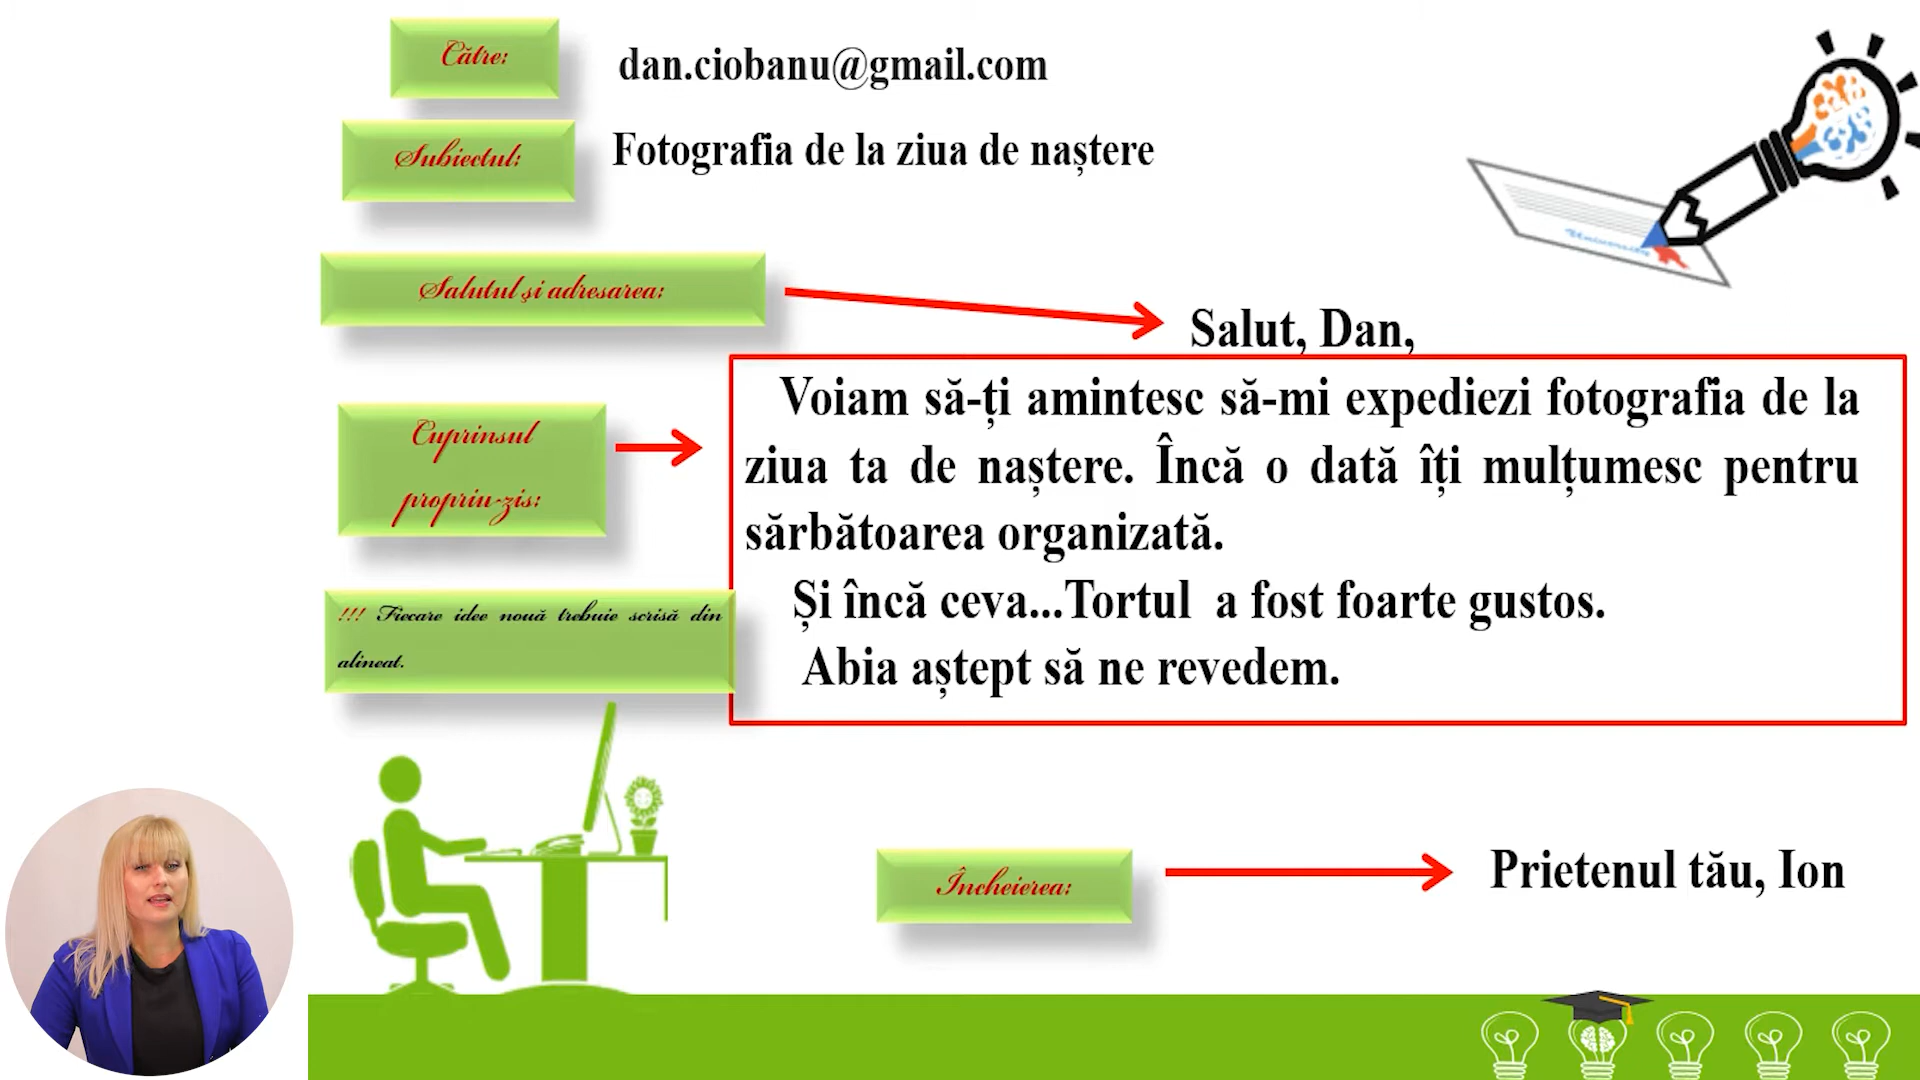 Către:
dan.ciobanu@gmail.com
Subiectul:
Fotografia de la ziua de naștere
University
Salutul și adresarea:
Salut, Dan,
Cuprinsul
propriu-zis:
Voiam să-ți amintesc să-mi expediezi fotografia de la
ziua ta de naștere. Încă o dată îți mulțumesc pentru
sărbătoarea organizată.
Și încă ceva...Tortul a fost foarte gustos.
Abia aștept să ne revedem.
!!! Fiecare idee nouă trebuie scrisă din
alineat.
Încheierea:
Prietenul tău, Ion